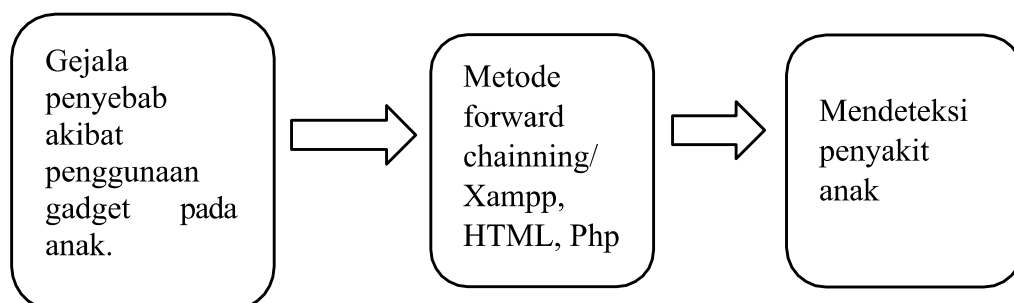 Gejala
penyebab
akibat
penggunaan
gadget pada
anak.
Metode
forward
chainning/
Xampp,
HTML, Php
Mendeteksi
penyakit
anak